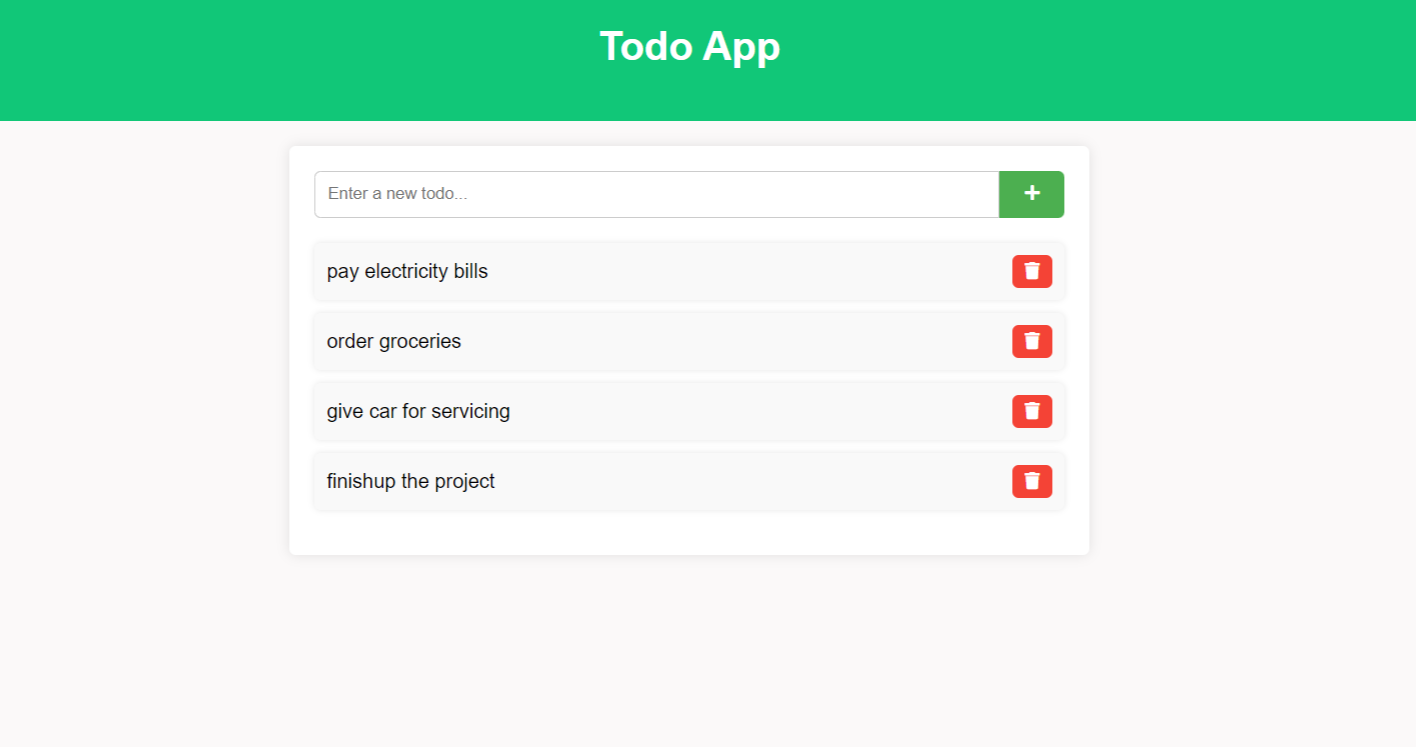 Todo App
Enter a new todo...
+
pay electricity bills
order groceries
give car for servicing
finishup the project